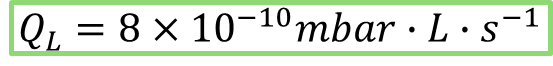 Q_L = 8 × 10^{-10} mbar · L · s^{-1}